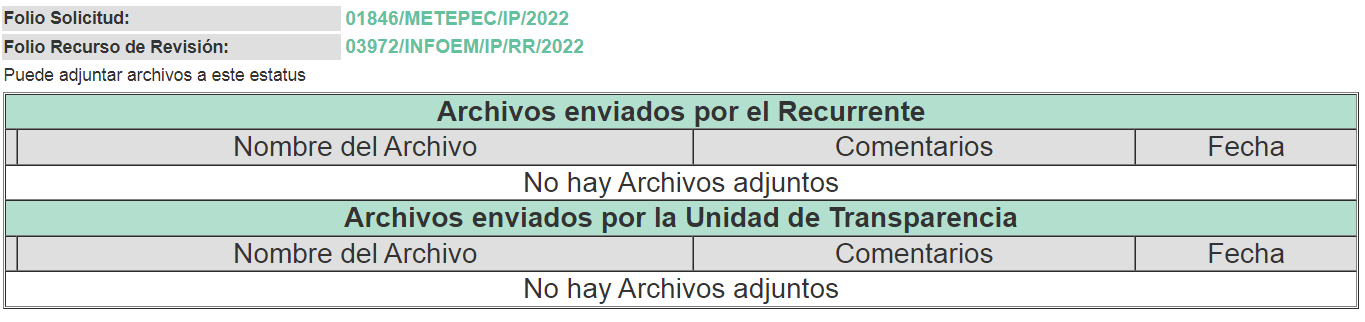 Folio Solicitud: 01846/METEPEC/IP/2022
Folio Recurso de Revisión: 03972/INFOEM/IP/RR/2022
Puede adjuntar archivos a este estatus
Archivos enviados por el Recurrente
Nombre del Archivo Comentarios Fecha
No hay Archivos adjuntos
Archivos enviados por la Unidad de Transparencia
Nombre del Archivo Comentarios Fecha
No hay Archivos adjuntos